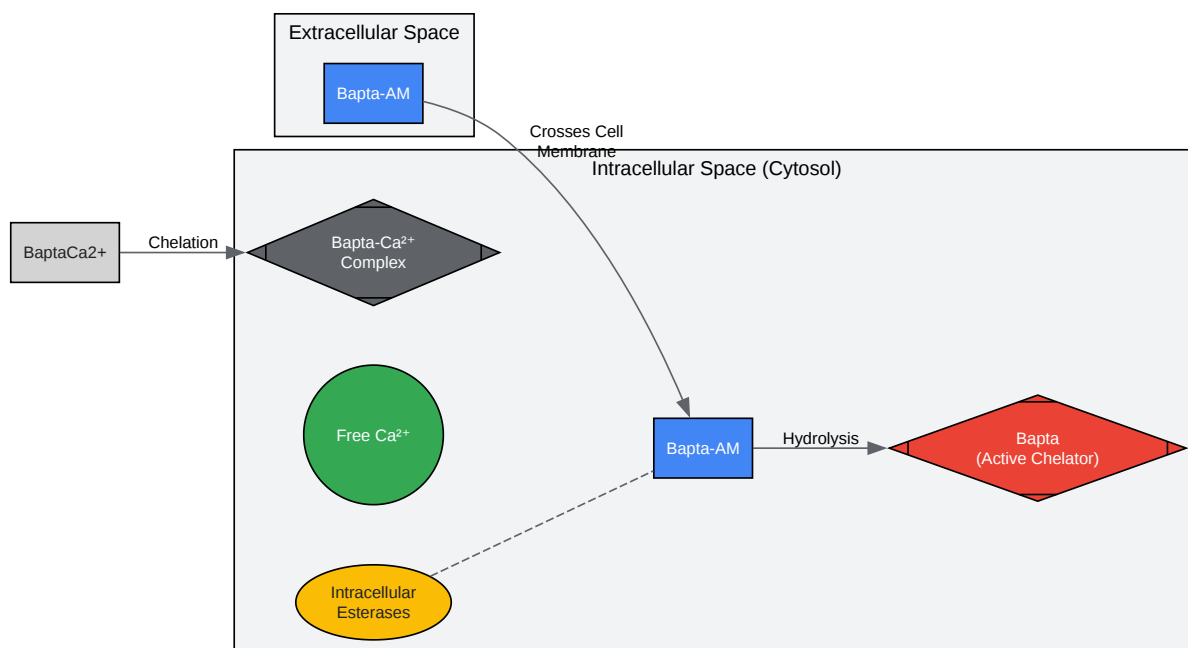 Extracellular Space
Bapta-AM
Crosses Cell
Membrane
Intracellular Space (Cytosol)
BaptaCa2+
Chelation
Bapta-Ca²⁺
Complex
Free Ca²⁺
Bapta-AM
Hydrolysis
Bapta
(Active Chelator)
Intracellular
Esterases